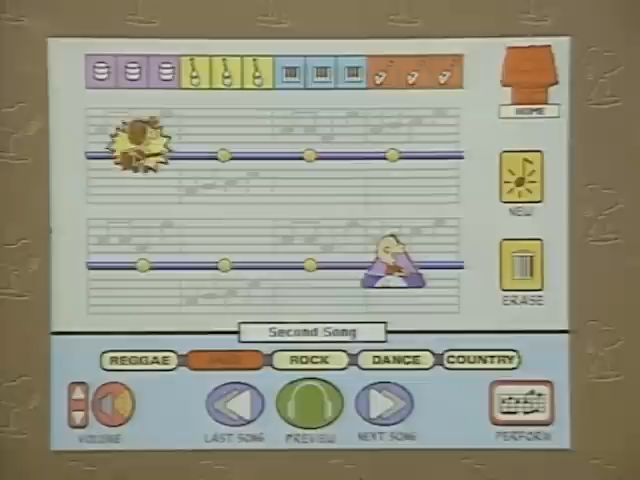 HOME
NEW
ERASE
Second Song
REGGAE
ROCK
DANCE
COUNTRY
VOLUME
LAST SONG
PREVIEW
NEXT SONG
PERFORM